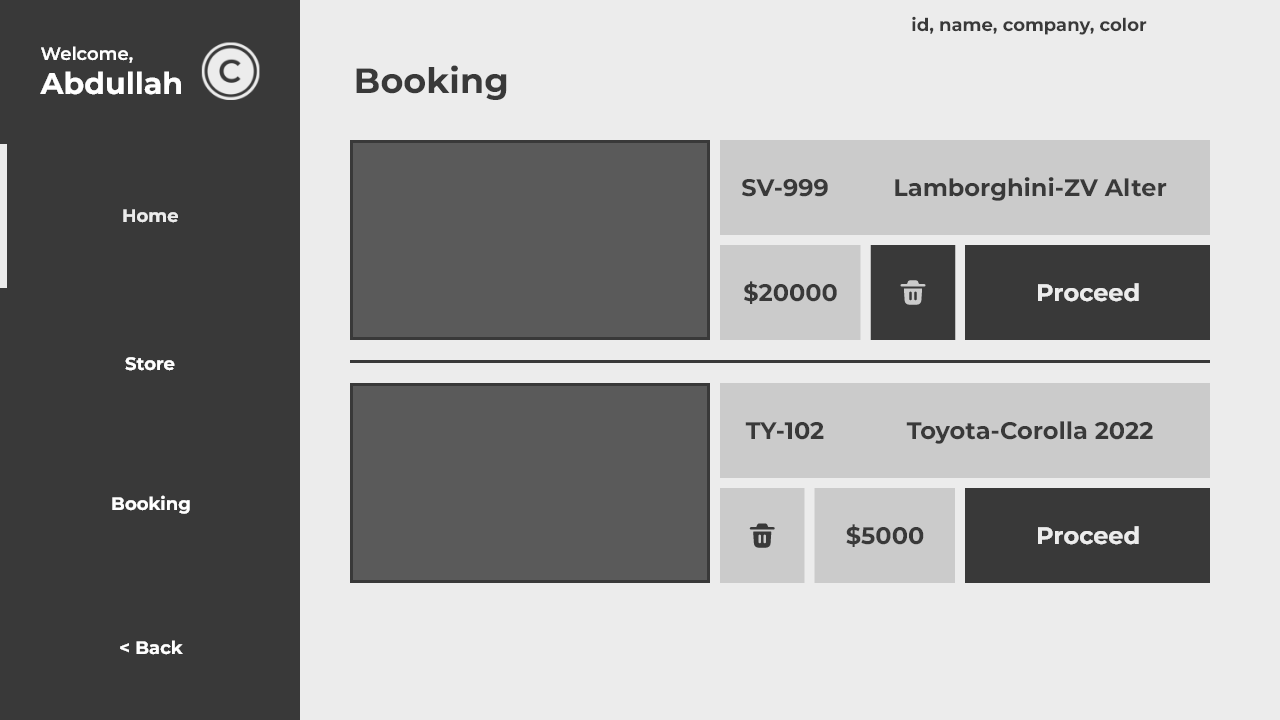 Welcome,
Abdullah
C
Home
Store
Booking
< Back
id, name, company, color
Booking
SV-999 Lamborghini-ZV Alter
$20000 Proceed
TY-102 Toyota-Corolla 2022
$5000 Proceed